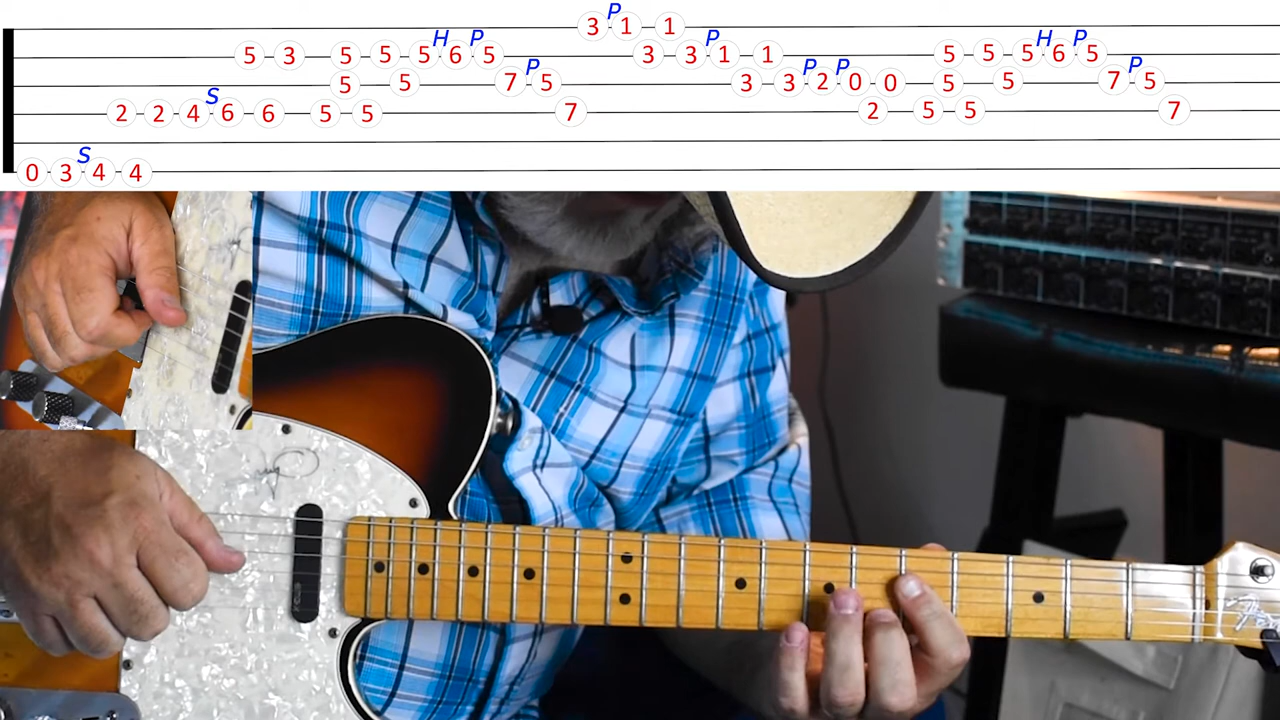 3 P 1 1
5 3 5 5 5 H 6 P 5 3 3 P 1 1 5 5 5 H 6 P 5
5 5 7 P 5 3 3 P 2 P 0 0 5 5 7 P 5
2 2 4 S 6 6 5 5 7 2 5 5 7
0 3 S 4 4